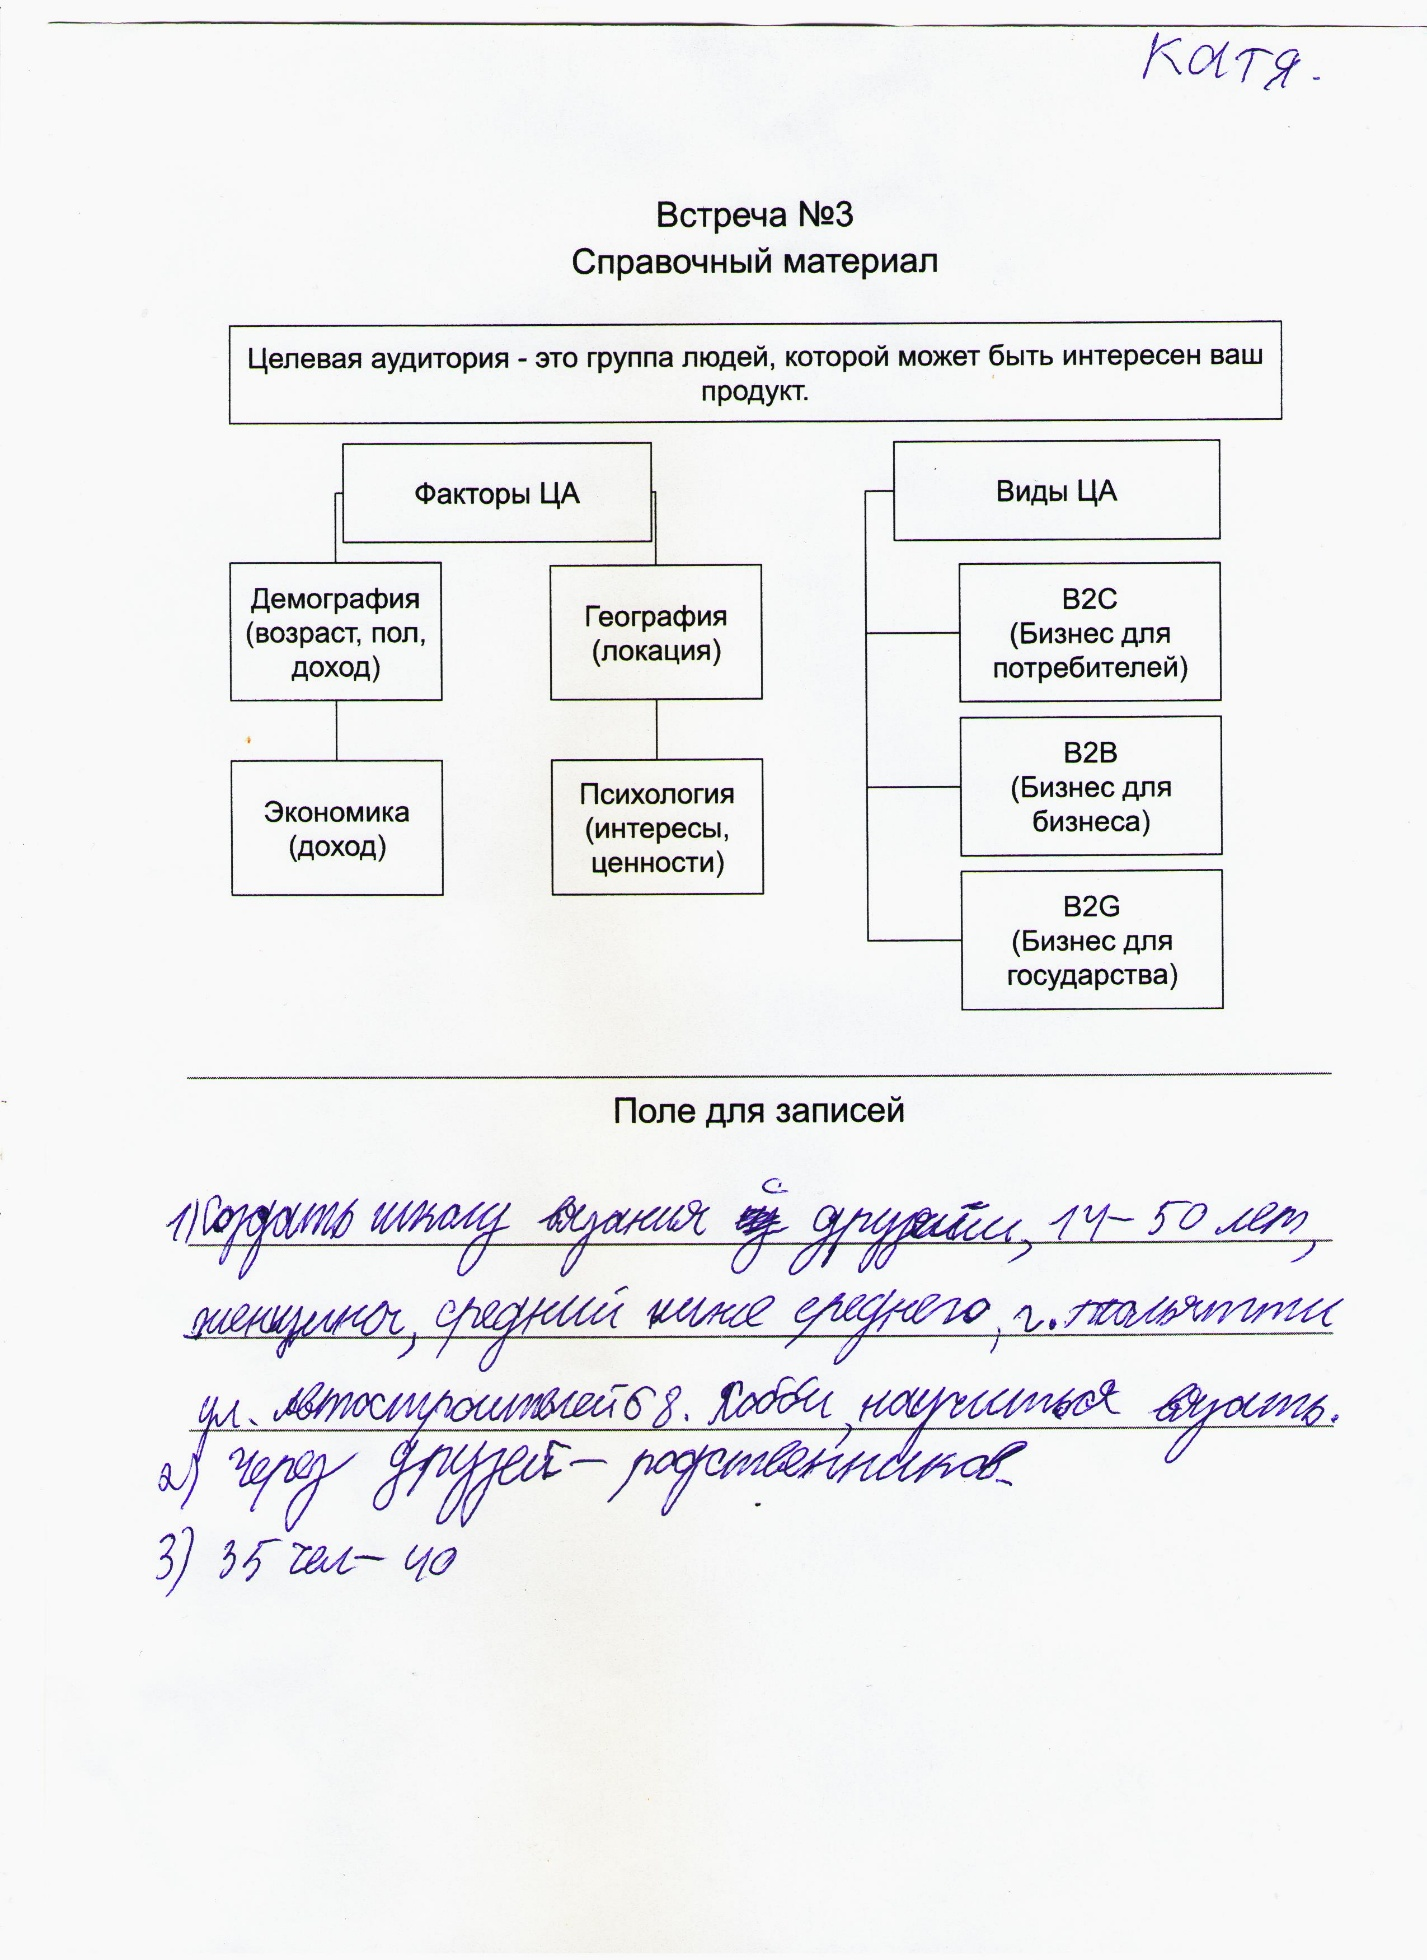 Катя.
Встреча №3
Справочный материал
Целевая аудитория - это группа людей, которой может быть интересен ваш
продукт.
Факторы ЦА
Виды ЦА
Демография
(возраст, пол,
доход)
География
(локация)
Экономика
(доход)
Психология
(интересы,
ценности)
B2C
(Бизнес для
потребителей)
B2B
(Бизнес для
бизнеса)
B2G
(Бизнес для
государства)
Поле для записей
1) Создать школу вязания с друзьями, 14-50 лет,
женщины, средний ниже среднего, г. Тольятти
ул. Автостроителей 68. Хобби, научиться вязать.
2) Через друзей - родственников
3) 35 чел - 40